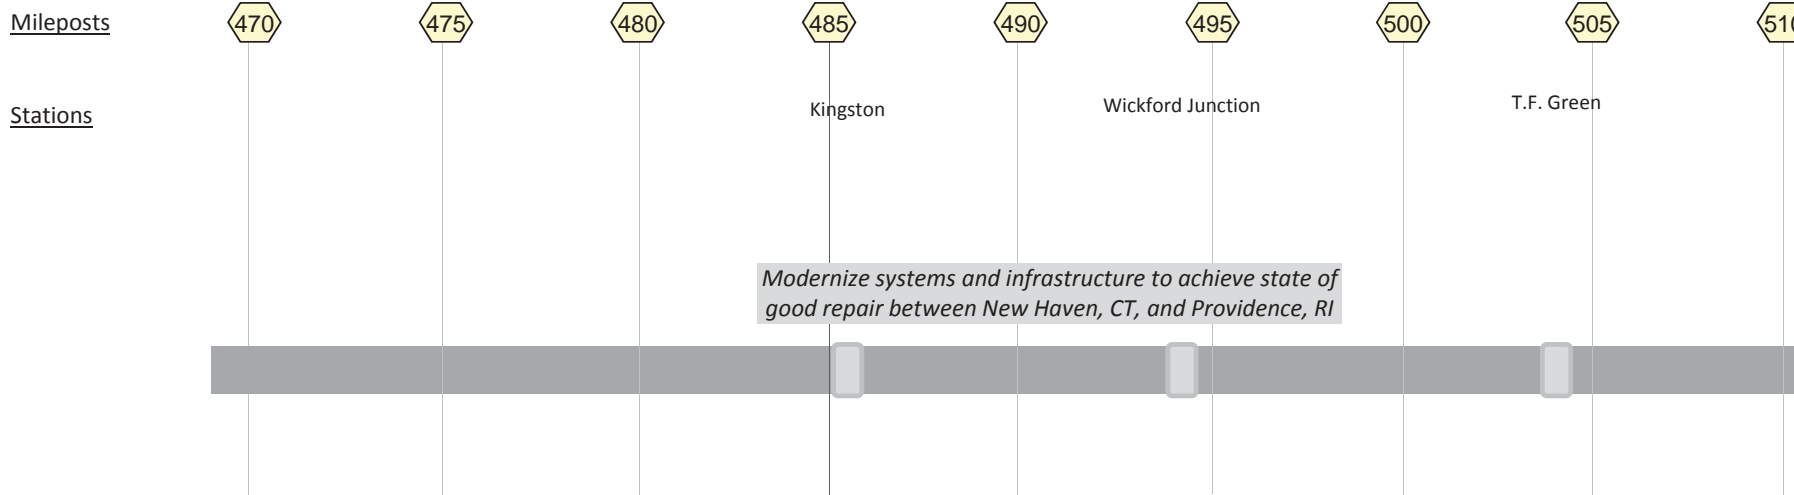 Mileposts 470 475 480 485 490 495 500 505 510
Stations Kingston Wickford Junction T.F. Green
Modernize systems and infrastructure to achieve state of
good repair between New Haven, CT, and Providence, RI